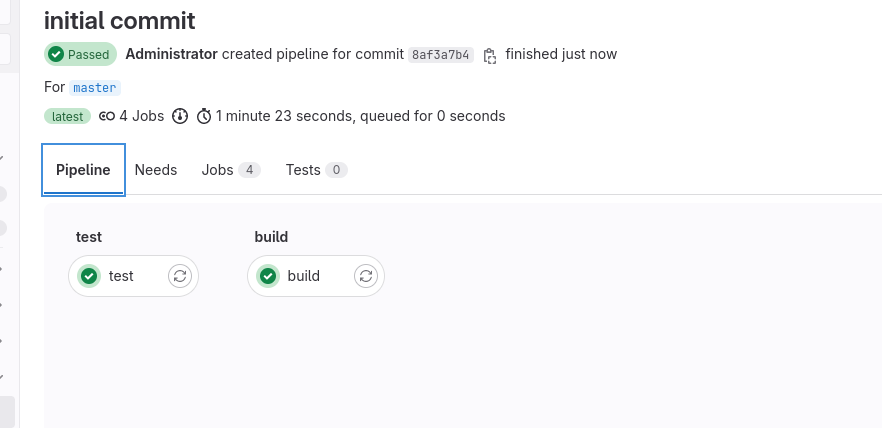 initial commit
Passed Administrator created pipeline for commit 8af3a7b4 finished just now
For master
latest 4 Jobs 1 minute 23 seconds, queued for 0 seconds
Pipeline Needs Jobs 4 Tests 0
test build
test build